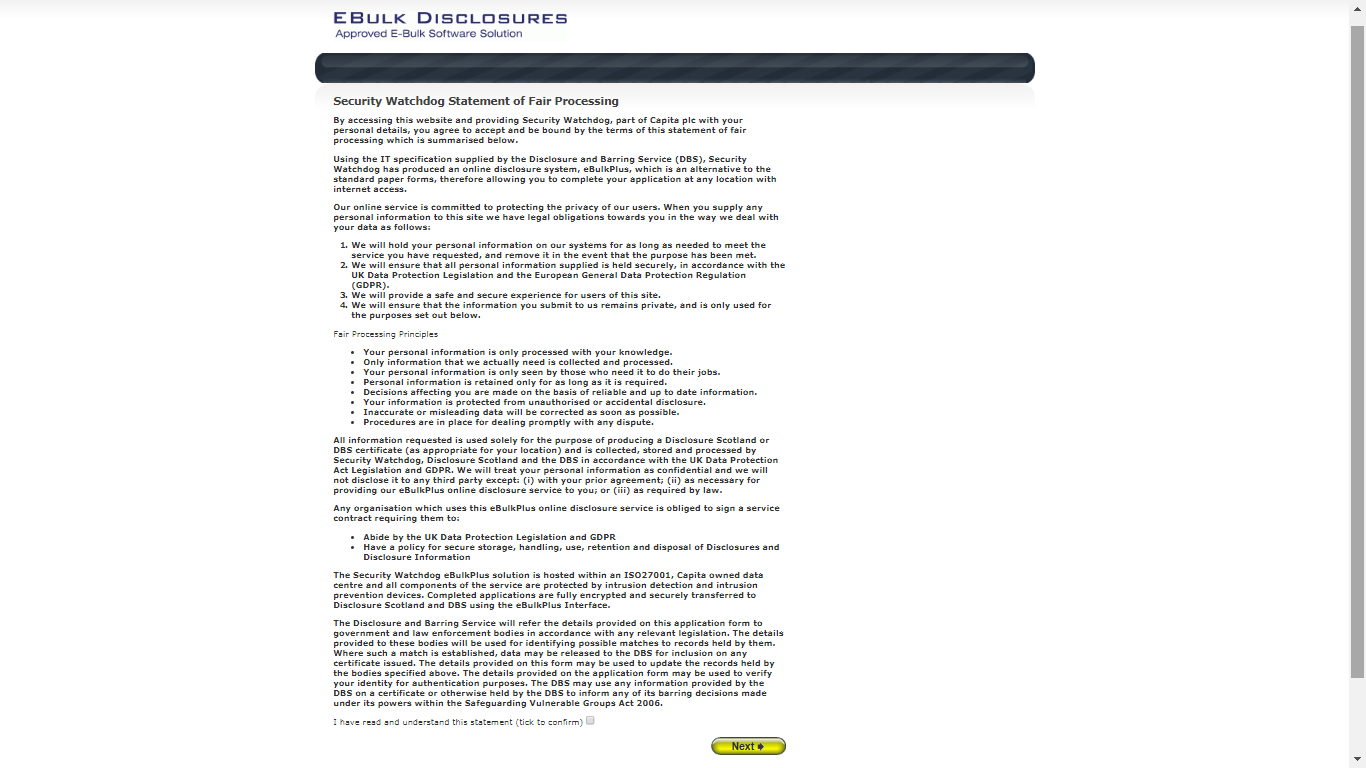 EBulk Disclosures
Approved E-Bulk Software Solution
Security Watchdog Statement of Fair Processing
By accessing this website and providing Security Watchdog, part of Capita plc with your
personal details, you agree to accept and be bound by the terms of this statement of fair
processing which is summarised below.
Using the IT specification supplied by the Disclosure and Barring Service (DBS), Security
Watchdog has produced an online disclosure system, eBulkPlus, which is an alternative to the
standard paper forms, therefore allowing you to complete your application at any location with
internet access.
Our online service is committed to protecting the privacy of our users. When you supply any
personal information to this site we have legal obligations towards you in the way we deal with
your data as follows:
1. We will hold your personal information on our systems for as long as needed to meet the
service you have requested, and remove it in the event that the purpose has been met.
2. We will ensure that all personal information supplied is held securely, in accordance with the
UK Data Protection Legislation and the European General Data Protection Regulation
(GDPR).
3. We will provide a safe and secure experience for users of this site.
4. We will ensure that the information you submit to us remains private, and is only used for
the purposes set out below.
Fair Processing Principles
• Your personal information is only processed with your knowledge.
• Only information that we actually need is collected and processed.
• Your personal information is only seen by those who need it to do their jobs.
• Personal information is retained only for as long as it is required.
• Decisions affecting you are made on the basis of reliable and up to date information.
• Your information is protected from unauthorised or accidental disclosure.
• Inaccurate or misleading data will be corrected as soon as possible.
• Procedures are in place for dealing promptly with any dispute.
All information requested is used solely for the purpose of producing a Disclosure Scotland or
DBS certificate (as appropriate for your location) and is collected, stored and processed by
Security Watchdog, Disclosure Scotland and the DBS in accordance with the UK Data Protection
Act Legislation and GDPR. We will treat your personal information as confidential and we will
not disclose it to any third party except: (i) with your prior agreement; (ii) as necessary for
providing our eBulkPlus online disclosure service to you; or (iii) as required by law.
Any organisation which uses this eBulkPlus online disclosure service is obliged to sign a service
contract requiring them to:
• Abide by the UK Data Protection Legislation and GDPR
• Have a policy for secure storage, handling, use, retention and disposal of Disclosures and
Disclosure Information
The Security Watchdog eBulkPlus solution is hosted within an ISO27001, Capita owned data
centre and all components of the service are protected by intrusion detection and intrusion
prevention devices. Completed applications are fully encrypted and securely transferred to
Disclosure Scotland and DBS using the eBulkPlus Interface.
The Disclosure and Barring Service will refer the details provided on this application form to
government and law enforcement bodies in accordance with any relevant legislation. The details
provided to these bodies will be used for identifying possible matches to records held by them.
Where such a match is established, data may be released to the DBS for inclusion on any
certificate issued. The details provided on this form may be used to update the records held by
the bodies specified above. The details provided on the application form may be used to verify
your identity for authentication purposes. The DBS may use any information provided by the
DBS on a certificate or otherwise held by the DBS to inform any of its barring decisions made
under its powers within the Safeguarding Vulnerable Groups Act 2006.
I have read and understand this statement (tick to confirm)
Next